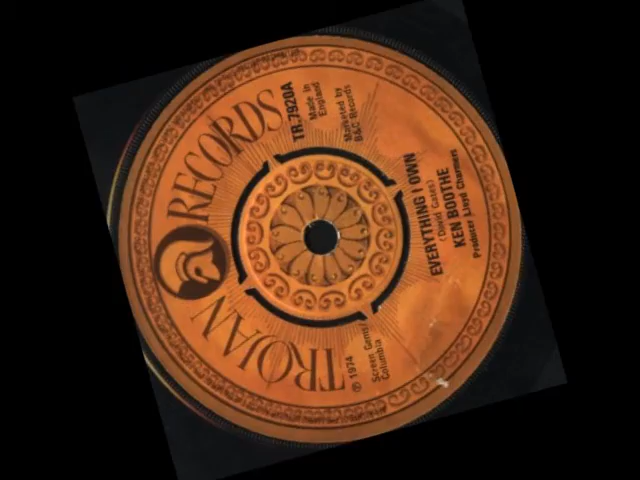 TROJAN RECORDS
℗ 1974
Screen Gems/
Columbia
TR.7920A
Made in
England
Marketed by
B&C Records
EVERYTHING I OWN
(David Gates)
KEN BOOTHE
Producer Lloyd Charmers